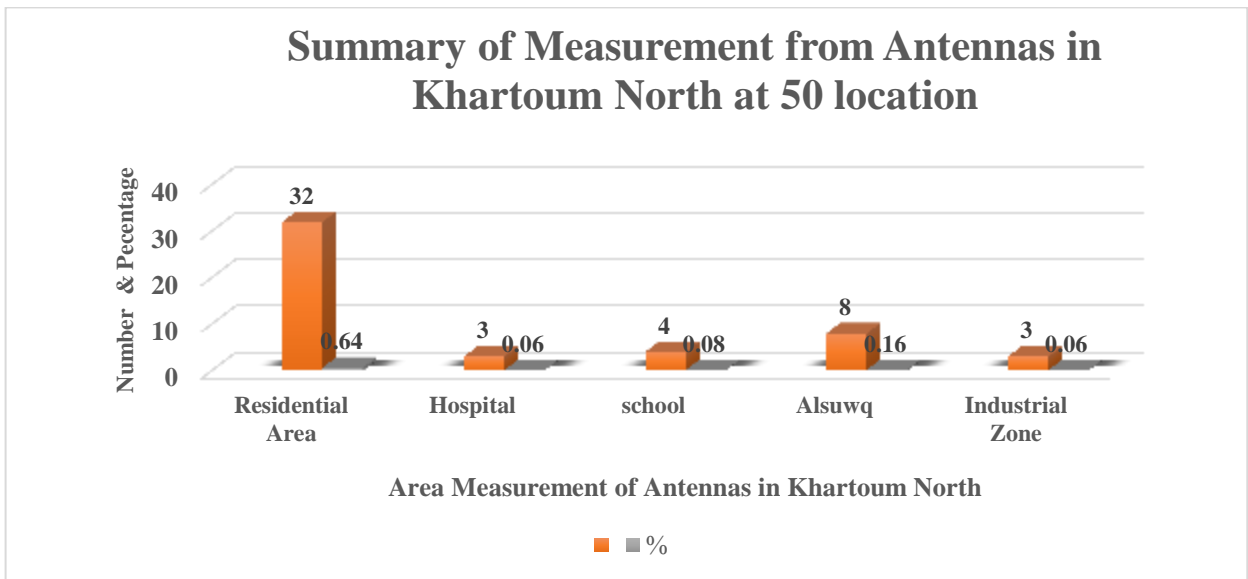 Summary of Measurement from Antennas in
Khartoum North at 50 location
Number & Pecentage
40
30
20
10
0
32
0.64
3
0.06
4
0.08
8
0.16
3
0.06
Residential
Area
Hospital
school
Alsuwq
Industrial
Zone
Area Measurement of Antennas in Khartoum North
%